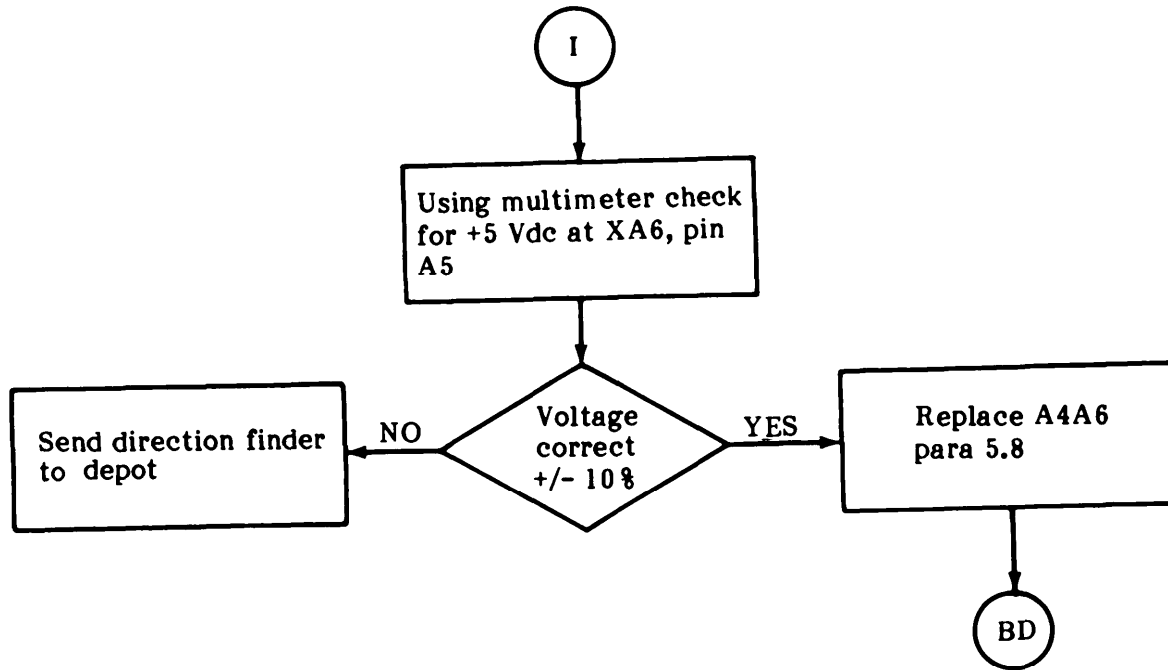 I
Using multimeter check
for +5 Vdc at XA6, pin
A5
Voltage
correct
+/- 10%
NO
YES
Send direction finder
to depot
Replace A4A6
para 5.8
BD